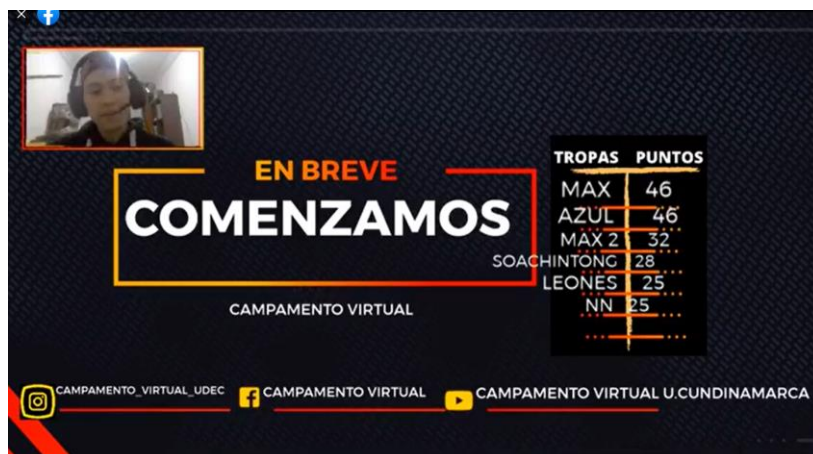 EN BREVE
COMENZAMOS
CAMPAMENTO VIRTUAL
TROPAS PUNTOS
MAX 46
AZUL 46
MAX 2 32
SOACHINTONG 28
LEONES 25
NN 25
CAMPAMENTO_VIRTUAL_UDEC
CAMPAMENTO VIRTUAL
CAMPAMENTO VIRTUAL U.CUNDINAMARCA